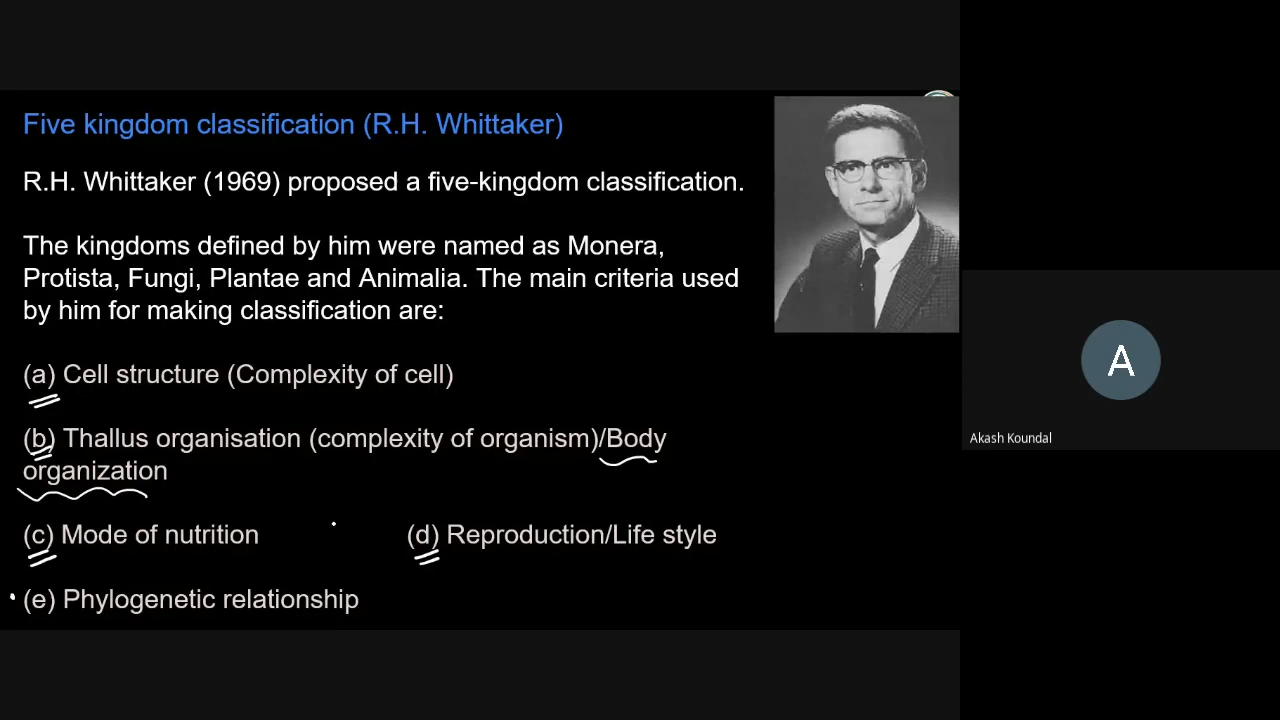 Five kingdom classification (R.H. Whittaker)
R.H. Whittaker (1969) proposed a five-kingdom classification.
The kingdoms defined by him were named as Monera,
Protista, Fungi, Plantae and Animalia. The main criteria used
by him for making classification are:
(a) Cell structure (Complexity of cell)
(b) Thallus organisation (complexity of organism)/Body
organization
(c) Mode of nutrition (d) Reproduction/Life style
(e) Phylogenetic relationship
A
Akash Koundal